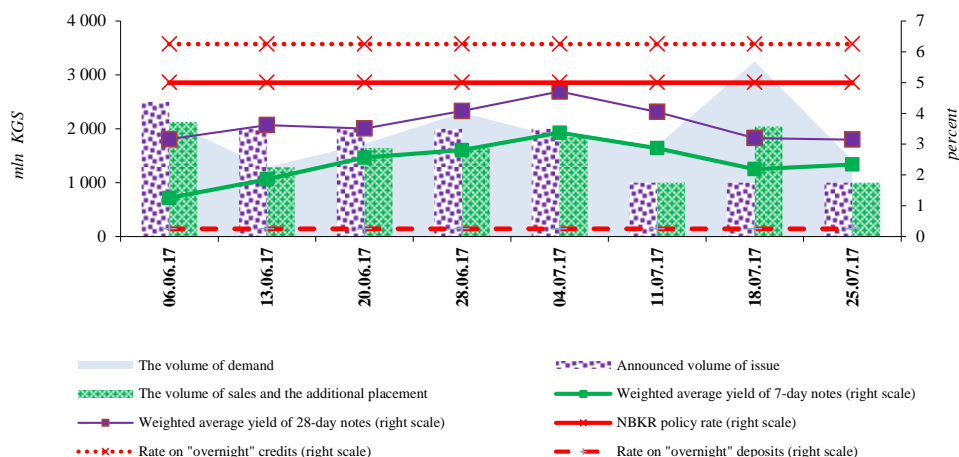 4 000
3 000
2 000
1 000
0
mln KGS
7
6
5
4
3
2
1
0
percent
06.06.17
13.06.17
20.06.17
28.06.17
04.07.17
11.07.17
18.07.17
25.07.17
The volume of demand
Announced volume of issue
The volume of sales and the additional placement
Weighted average yield of 7-day notes (right scale)
Weighted average yield of 28-day notes (right scale)
NBKR policy rate (right scale)
Rate on "overnight" credits (right scale)
Rate on "overnight" deposits (right scale)